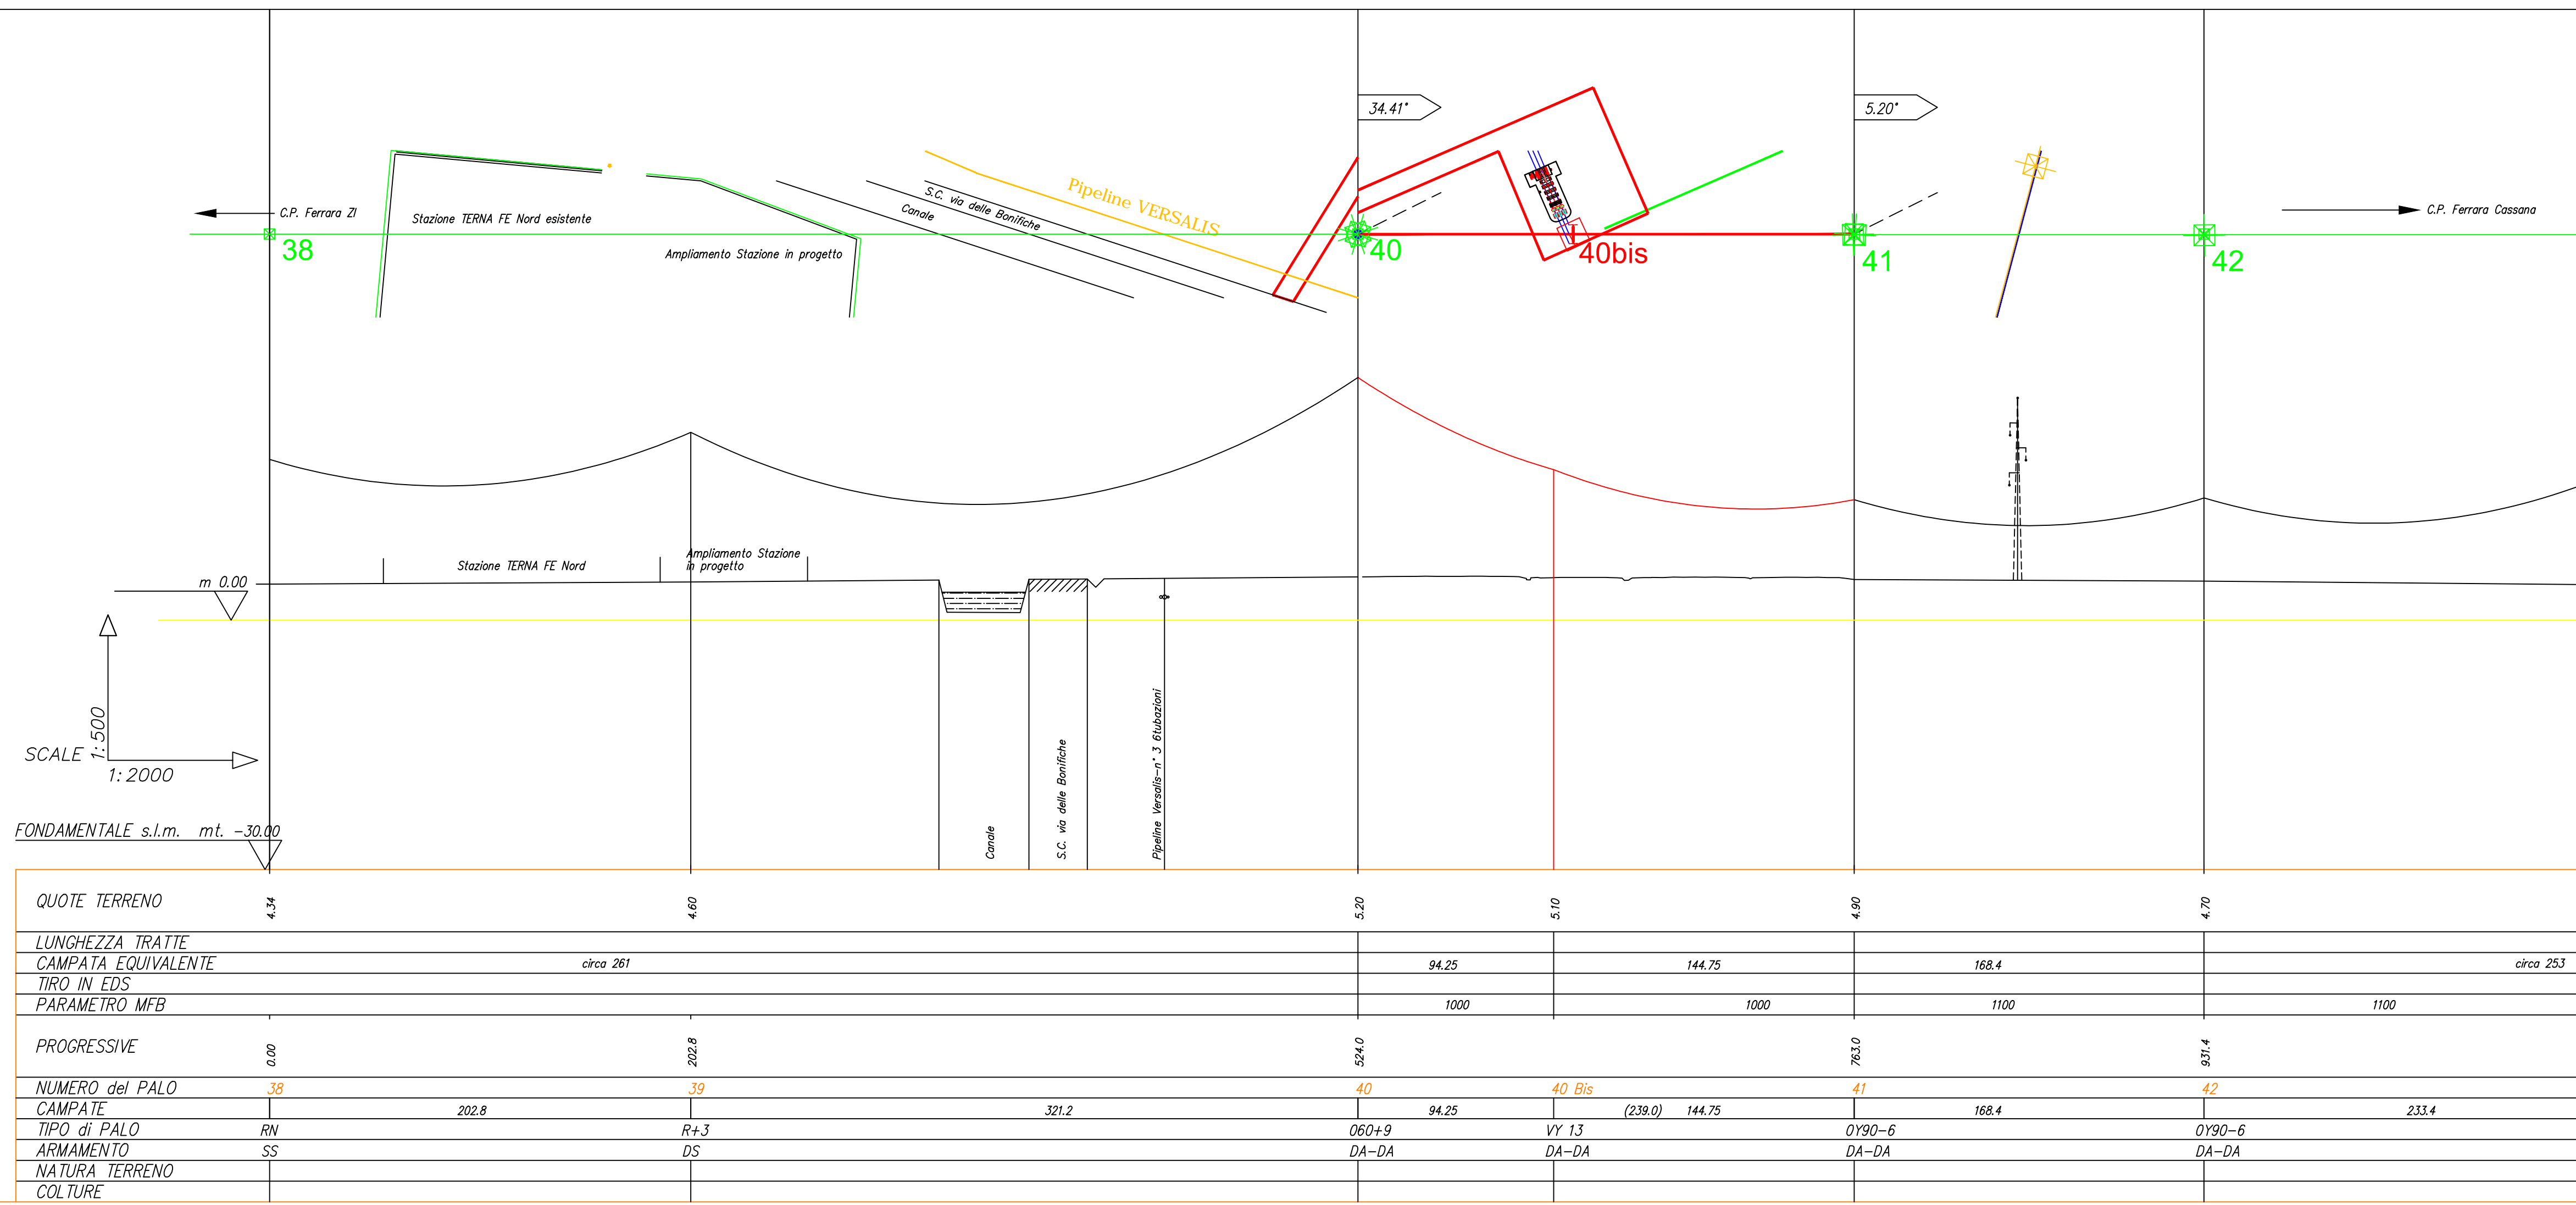 34.41°
5.20°
C.P. Ferrara ZI
Stazione TERNA FE Nord esistente
Ampliamento Stazione in progetto
Canale
S.C. via delle Bonifiche
Pipeline VERSALIS
C.P. Ferrara Cassana
38
40
40bis
41
42
Stazione TERNA FE Nord
Ampliamento Stazione
in progetto
m 0.00
SCALE
1:500
1:2000
Canale
S.C. via delle Bonifiche
Pipeline Versalis-n° 3 6tubazioni
FONDAMENTALE s.l.m. mt. -30.00
QUOTE TERRENO 4.34 4.60 5.20 5.10 4.90 4.70
LUNGHEZZA TRATTE
CAMPATA EQUIVALENTE circa 261 94.25 144.75 168.4 circa 253
TIRO IN EDS
PARAMETRO MFB 1000 1000 1100 1100
PROGRESSIVE 0.00 202.8 524.0 763.0 931.4
NUMERO del PALO 38 39 40 40 Bis 41 42
CAMPATE 202.8 321.2 94.25 (239.0) 144.75 168.4 233.4
TIPO di PALO RN R+3 060+9 VY 13 0Y90-6 0Y90-6
ARMAMENTO SS DS DA-DA DA-DA DA-DA DA-DA
NATURA TERRENO
COLTURE